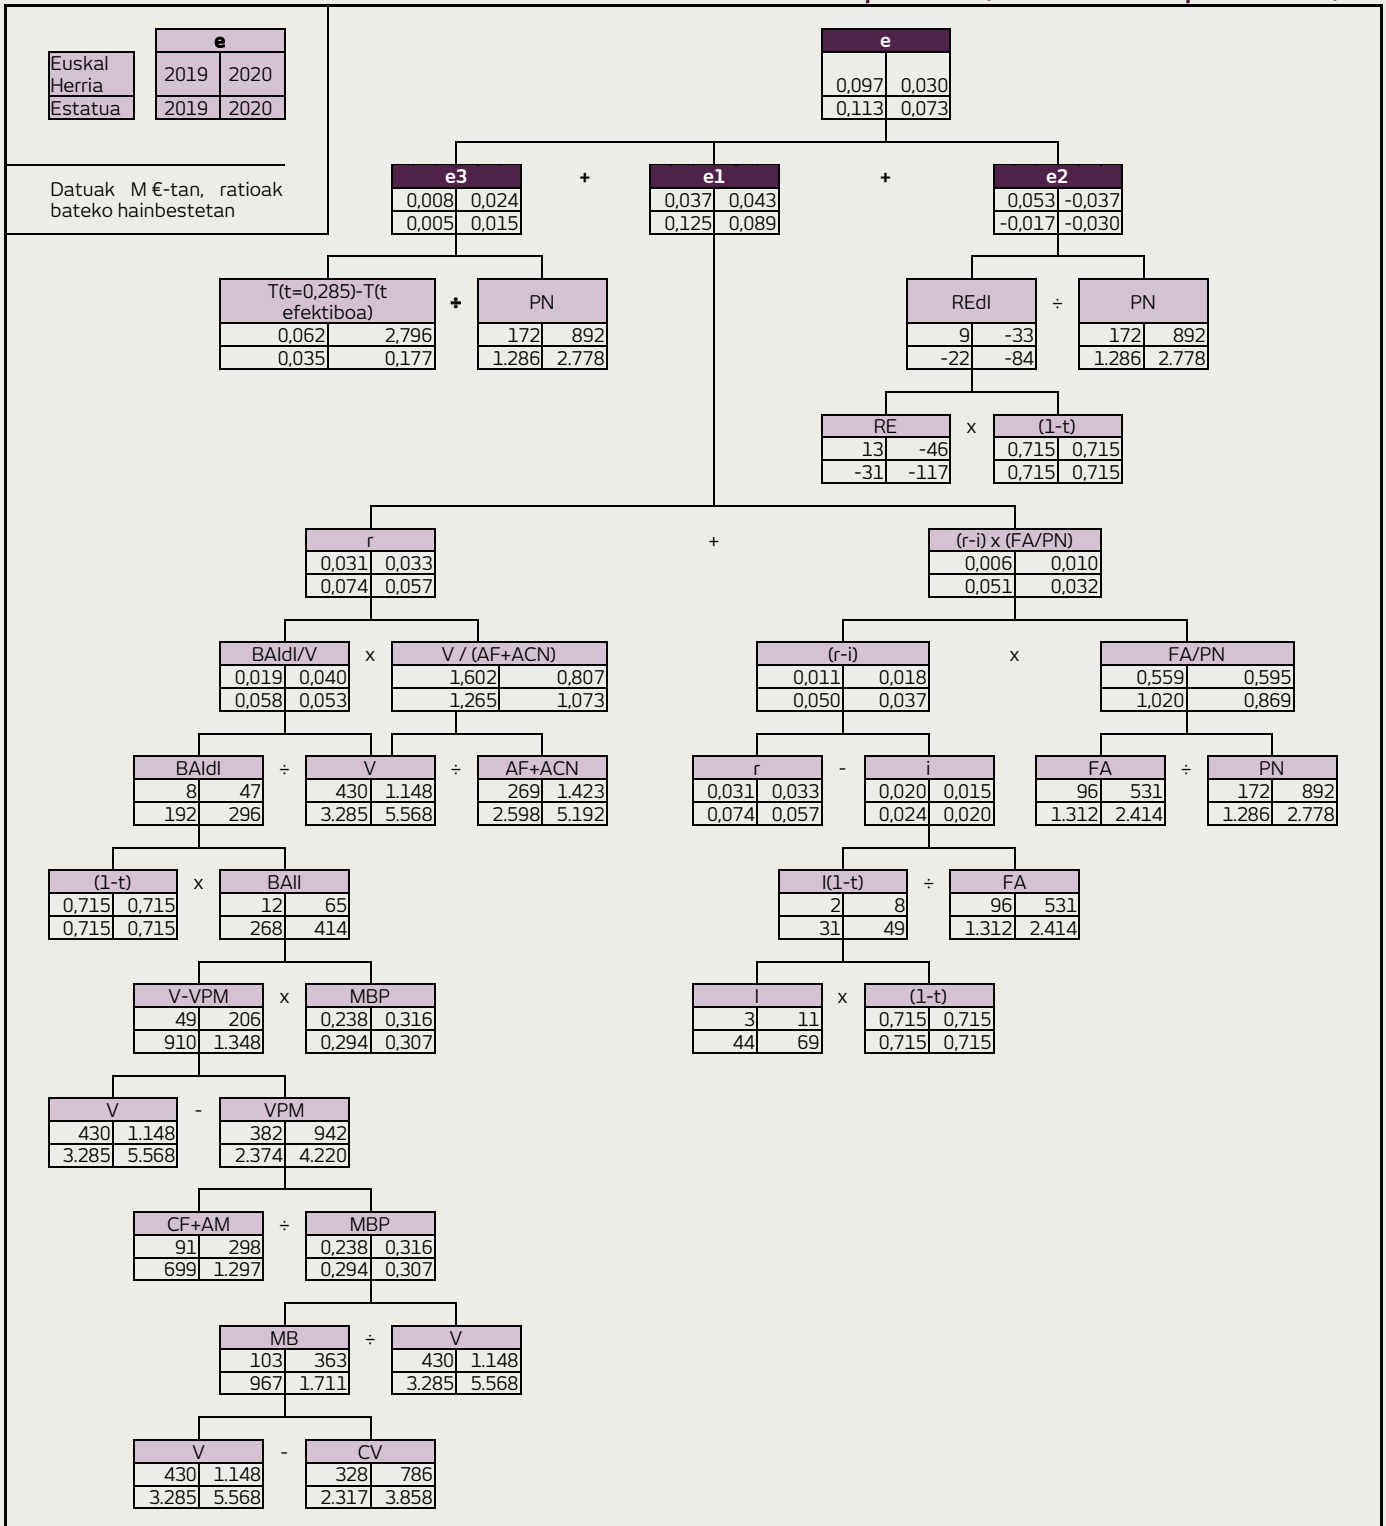 e
Euskal Herria 2019 2020
Estatua 2019 2020
Datuak M €-tan, ratioak
bateko hainbestetan
e
0,097 0,030
0,113 0,073
e3 + e1 + e2
0,008 0,024 0,037 0,043 0,053 -0,037
0,005 0,015 0,125 0,089 -0,017 -0,030
T(t=0,285)-T(t efektiboa) ÷ PN REdI ÷ PN
0,062 2,796 172 892 9 -33 172 892
0,035 0,177 1.286 2.778 -22 -84 1.286 2.778
RE x (1-t)
13 -46 0,715 0,715
-31 -117 0,715 0,715
r + (r-i) x (FA/PN)
0,031 0,033 0,006 0,010
0,074 0,057 0,051 0,032
BAIdI/V x V / (AF+ACN) (r-i) x FA/PN
0,019 0,040 1,602 0,807 0,011 0,018 0,559 0,595
0,058 0,053 1,265 1,073 0,050 0,037 1,020 0,869
BAIdI ÷ V ÷ AF+ACN r - i FA ÷ PN
8 47 430 1.148 269 1.423 0,031 0,033 0,020 0,015 96 531 172 892
192 296 3.285 5.568 2.598 5.192 0,074 0,057 0,024 0,020 1.312 2.414 1.286 2.778
(1-t) x BAII I(1-t) ÷ FA
0,715 0,715 12 65 2 8 96 531
0,715 0,715 268 414 31 49 1.312 2.414
V-VPM x MBP I x (1-t)
49 206 0,238 0,316 3 11 0,715 0,715
910 1.348 0,294 0,307 44 69 0,715 0,715
V - VPM
430 1.148 382 942
3.285 5.568 2.374 4.220
CF+AM ÷ MBP
91 298 0,238 0,316
699 1.297 0,294 0,307
MB ÷ V
103 363 430 1.148
967 1.711 3.285 5.568
V - CV
430 1.148 328 786
3.285 5.568 2.317 3.858